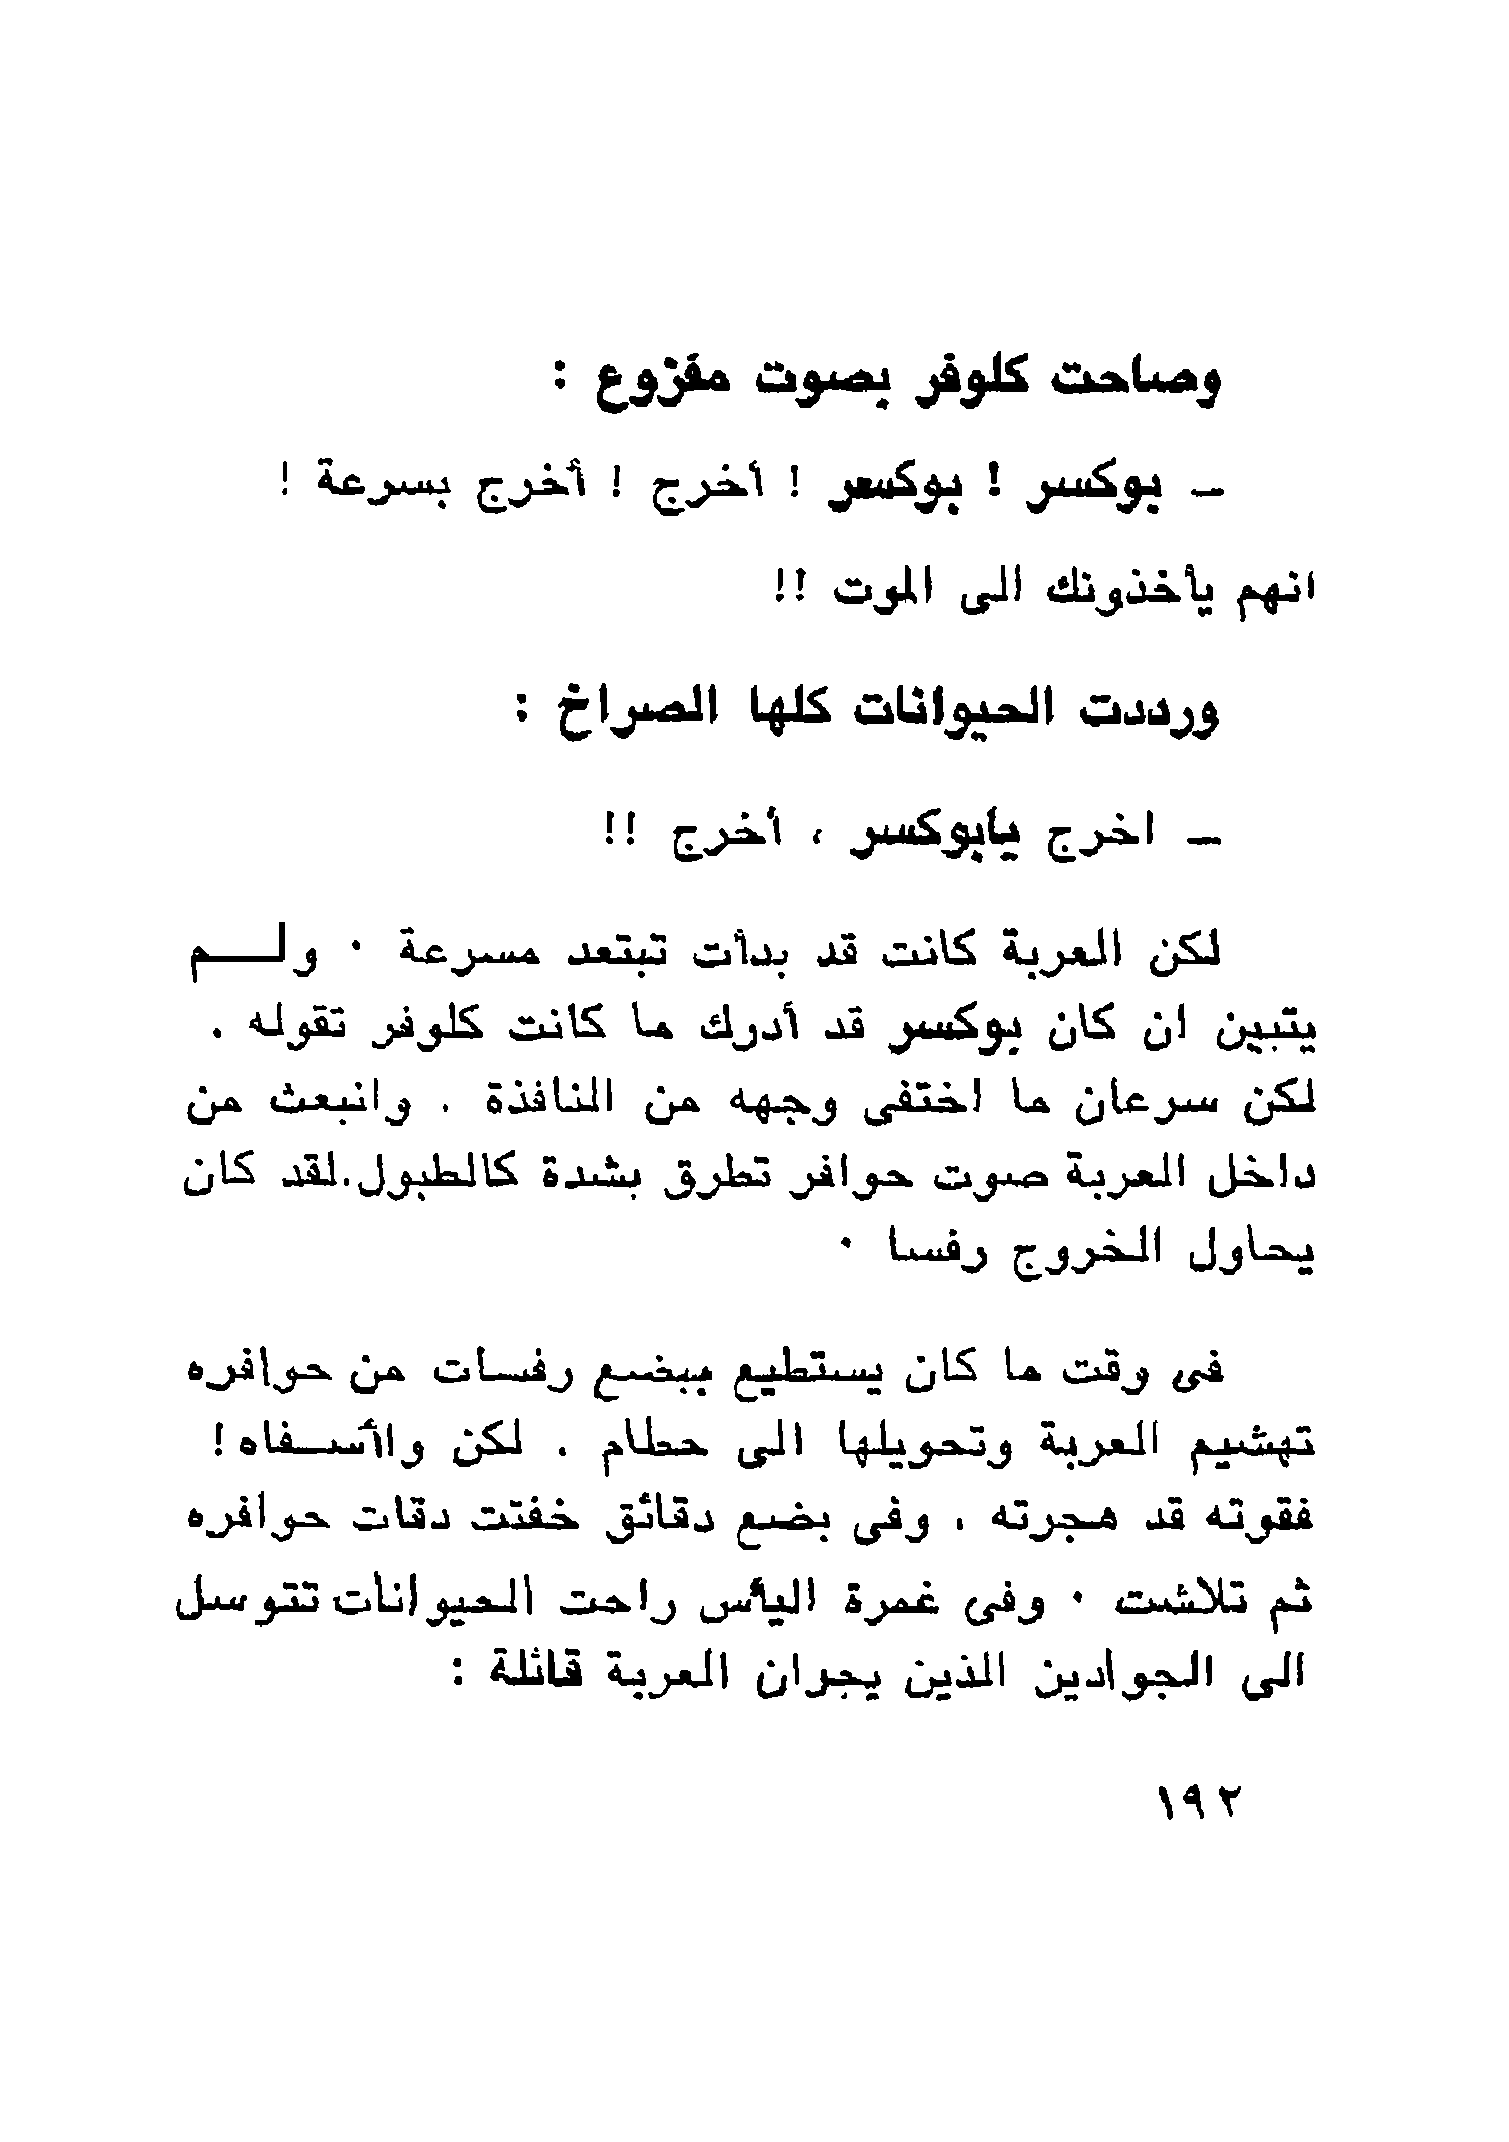 وصاحت كلوفر بصوت مفزوع :
– بوكسر ! بوكسر ! أخرج ! أخرج بسرعة !
انهم يأخذونك الى الموت !!
ورددت الحيوانات كلها الصراخ :
– اخرج يابوكسر ، أخرج !!
لكن العربة كانت قد بدأت تبتعد مسرعة . ولــــم
يتبين ان كان بوكسر قد أدرك ما كانت كلوفر تقوله .
لكن سرعان ما اختفى وجهه من النافذة . وانبعث من
داخل العربة صوت حوافر تطرق بشدة كالطبول.لقد كان
يحاول الخروج رفسا .
فى وقت ما كان يستطيع ببضع رفسات من حوافره
تهشيم العربة وتحويلها الى حطام . لكن واأســفاه !
فقوته قد هجرته . وفى بضع دقائق خفتت دقات حوافره
ثم تلاشت . وفى غمرة اليأس راحت الحيوانات تتوسل
الى الجوادين الذين يجران العربة قائلة :
١٩٢